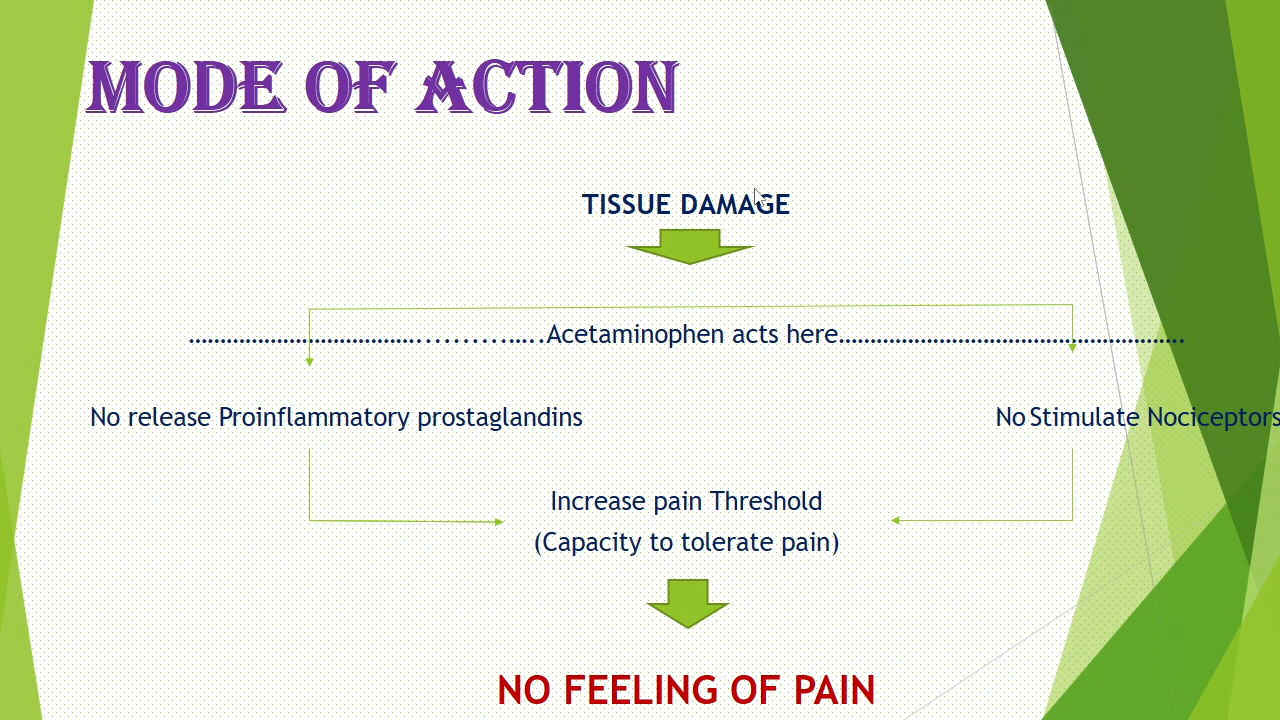 MODE OF ACTION
TISSUE DAMAGE
……………………………….........…..Acetaminophen acts here……………………………………………….
No release Proinflammatory prostaglandins No Stimulate Nociceptors
Increase pain Threshold
(Capacity to tolerate pain)
NO FEELING OF PAIN